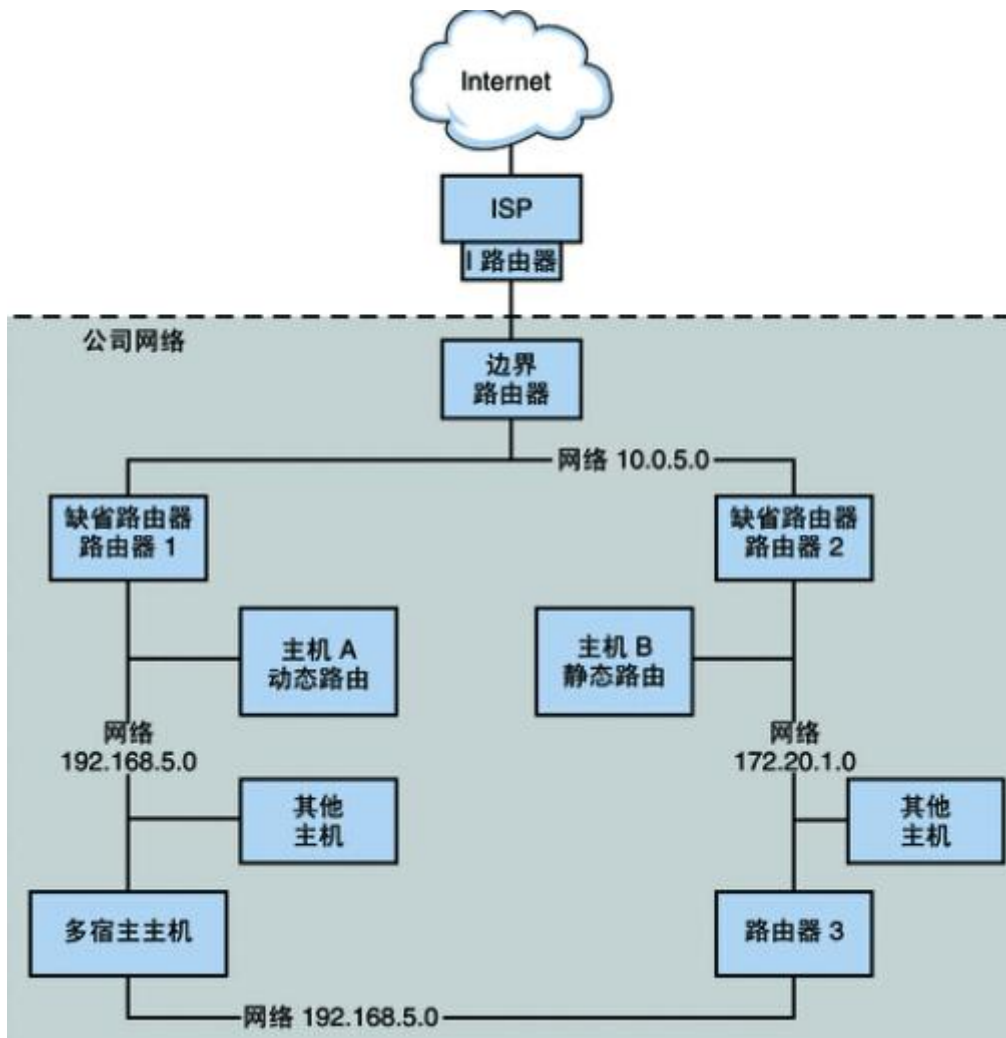 Internet
ISP
I 路由器
公司网络
边界
路由器
网络 10.0.5.0
缺省路由器
路由器 1
缺省路由器
路由器 2
主机 A
动态路由
主机 B
静态路由
网络
192.168.5.0
网络
172.20.1.0
其他
主机
其他
主机
多宿主主机
路由器 3
网络 192.168.5.0